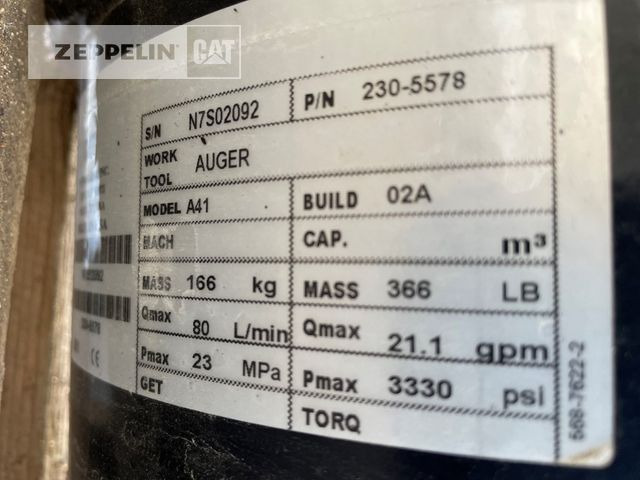 ZEPPELIN CAT
S/N N7S02092 P/N 230-5578
WORK TOOL AUGER
MODEL A41 BUILD 02A
MACH CAP. m³
MASS 166 kg MASS 366 LB
Qmax 80 L/min Qmax 21.1 gpm
Pmax 23 MPa Pmax 3330 psi
GET TORQ
568-7622-2
CE